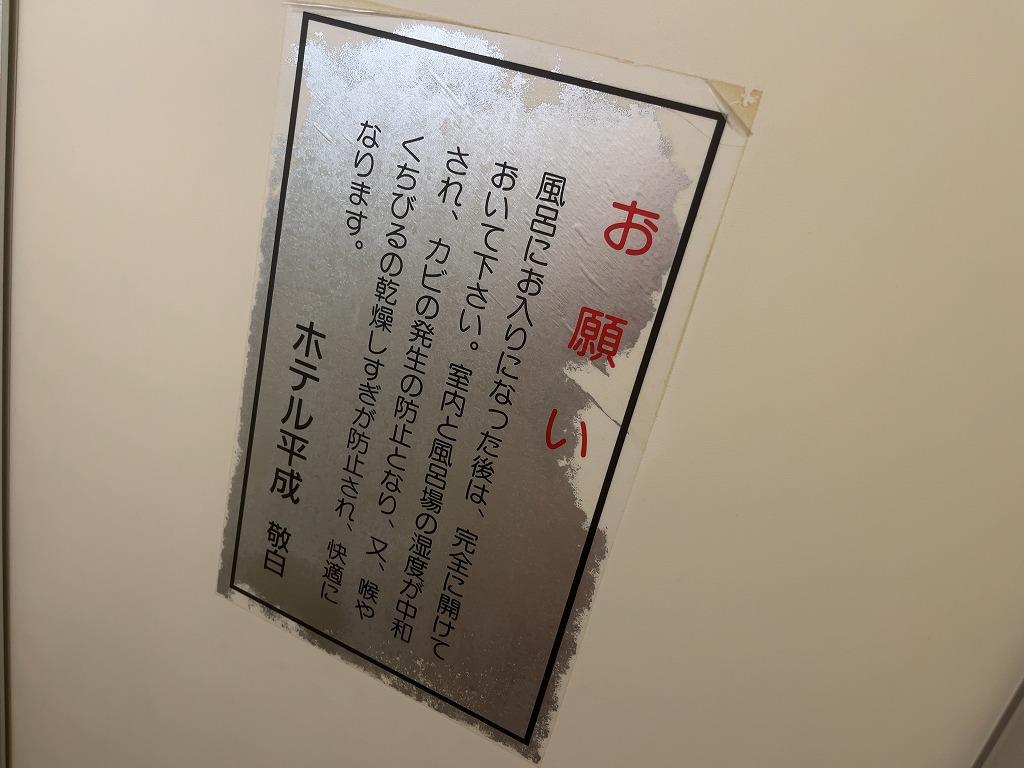 お願い
風呂にお入りになつた後は、完全に開けて
おいて下さい。室内と風呂場の湿度が中和
され、カビの発生の防止となり、又、喉や
くちびるの乾燥しすぎが防止され、快適に
なります。
ホテル平成 敬白